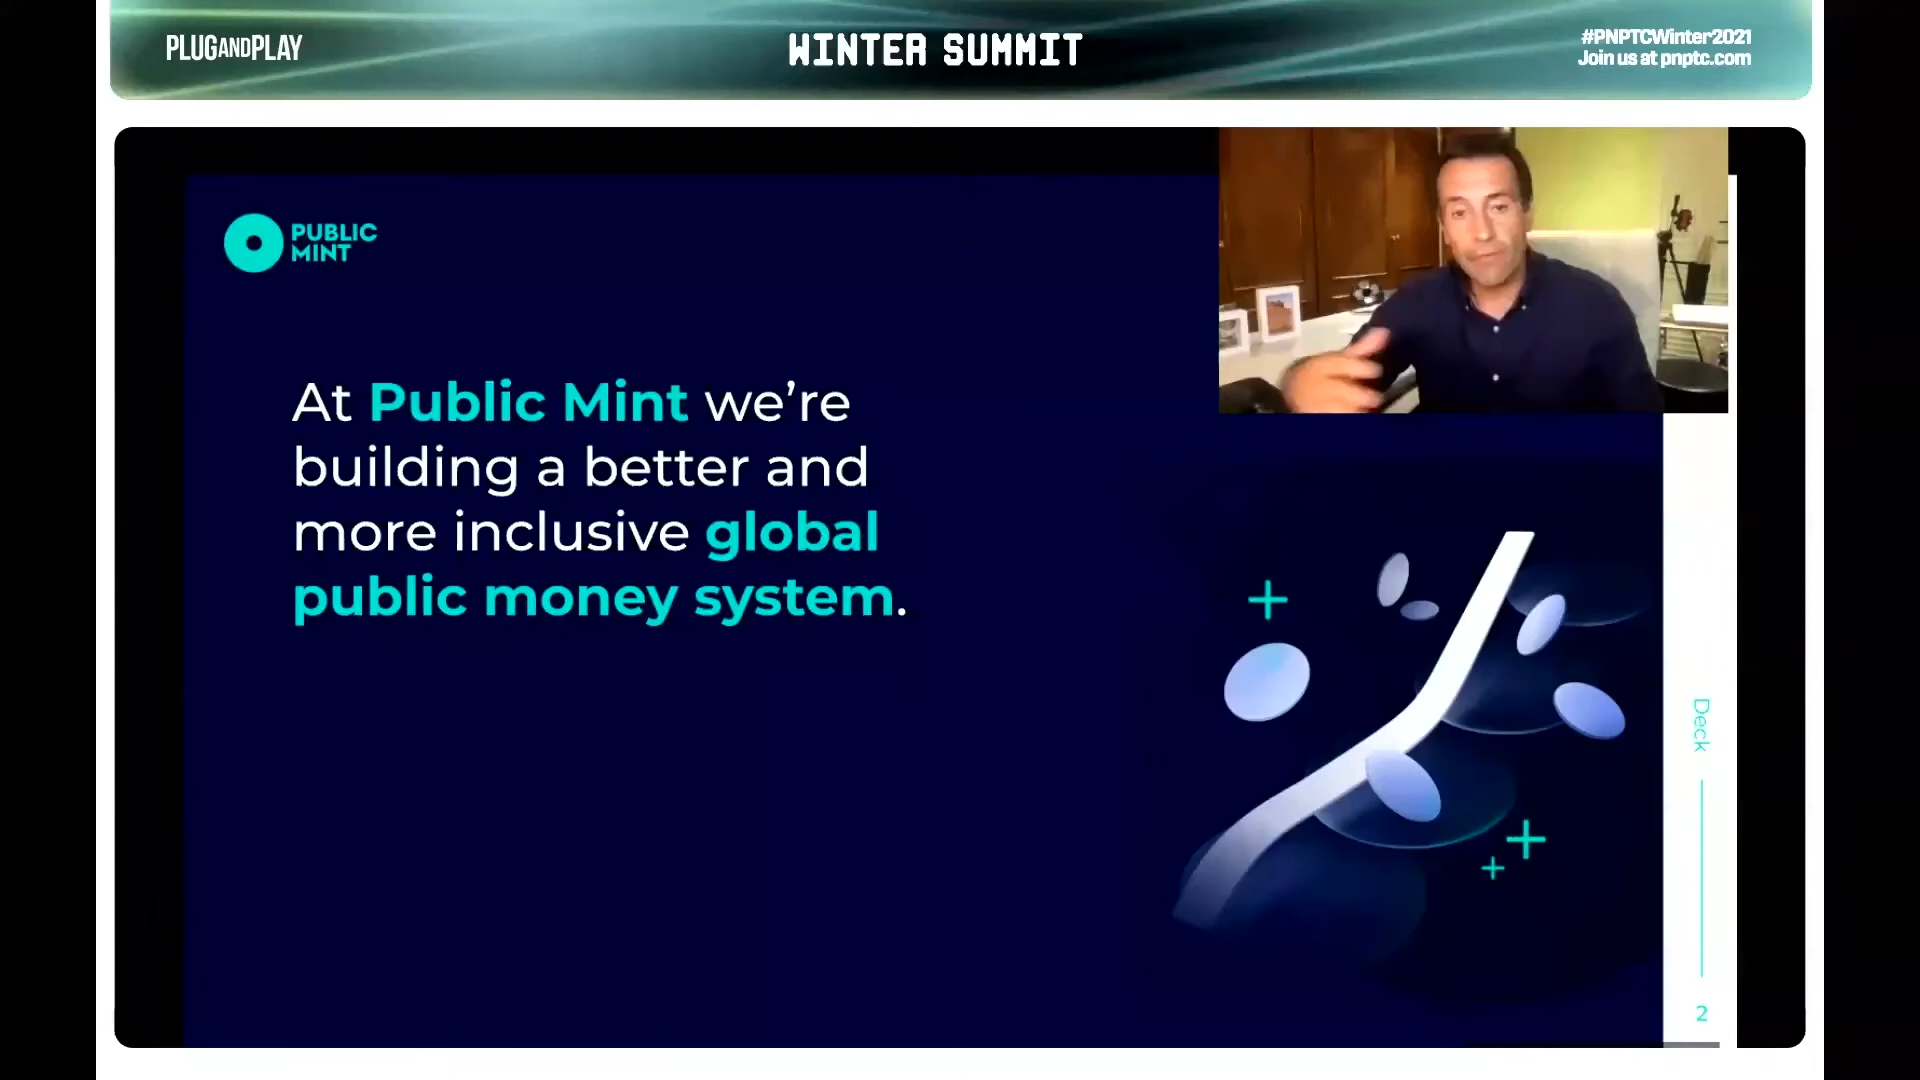 PLUGANDPLAY
WINTER SUMMIT
#PNPTCWinter2021
Join us at pnptc.com
PUBLIC
MINT
At Public Mint we’re
building a better and
more inclusive global
public money system.
Deck
2